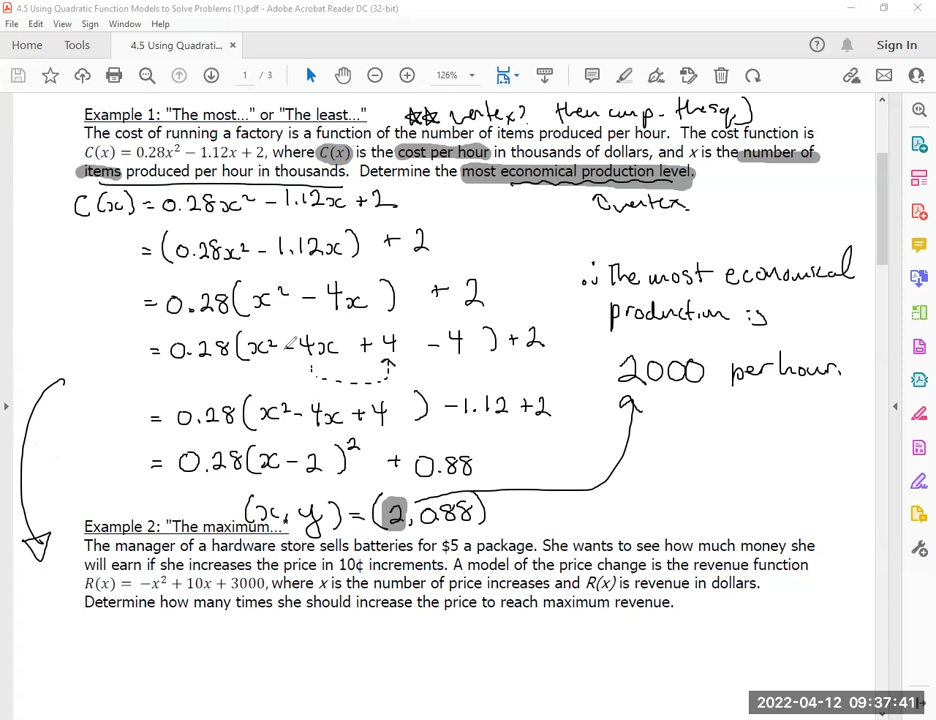 4.5 Using Quadratic Function Models to Solve Problems (1).pdf - Adobe Acrobat Reader DC (32-bit)
File Edit View Sign Window Help
Home Tools 4.5 Using Quadrati... × Sign In
1 / 3 126%
Example 1: "The most..." or "The least..." ** vertex? then comp. the sq.)
The cost of running a factory is a function of the number of items produced per hour. The cost function is
C(x) = 0.28x² − 1.12x + 2, where C(x) is the cost per hour in thousands of dollars, and x is the number of
items produced per hour in thousands. Determine the most economical production level.
C(x) = 0.28x² - 1.12x + 2
vertex.
= (0.28x² - 1.12x) + 2
= 0.28(x² - 4x ) + 2
= 0.28(x² - 4x + 4 - 4 ) + 2
= 0.28(x² - 4x + 4 ) - 1.12 + 2
= 0.28(x - 2 )² + 0.88
(x, y) = (2, 0.88)
∴ The most economical
production is
2000 per hour.
Example 2: "The maximum..."
The manager of a hardware store sells batteries for $5 a package. She wants to see how much money she
will earn if she increases the price in 10¢ increments. A model of the price change is the revenue function
R(x) = −x² + 10x + 3000, where x is the number of price increases and R(x) is revenue in dollars.
Determine how many times she should increase the price to reach maximum revenue.
2022-04-12 09:37:41